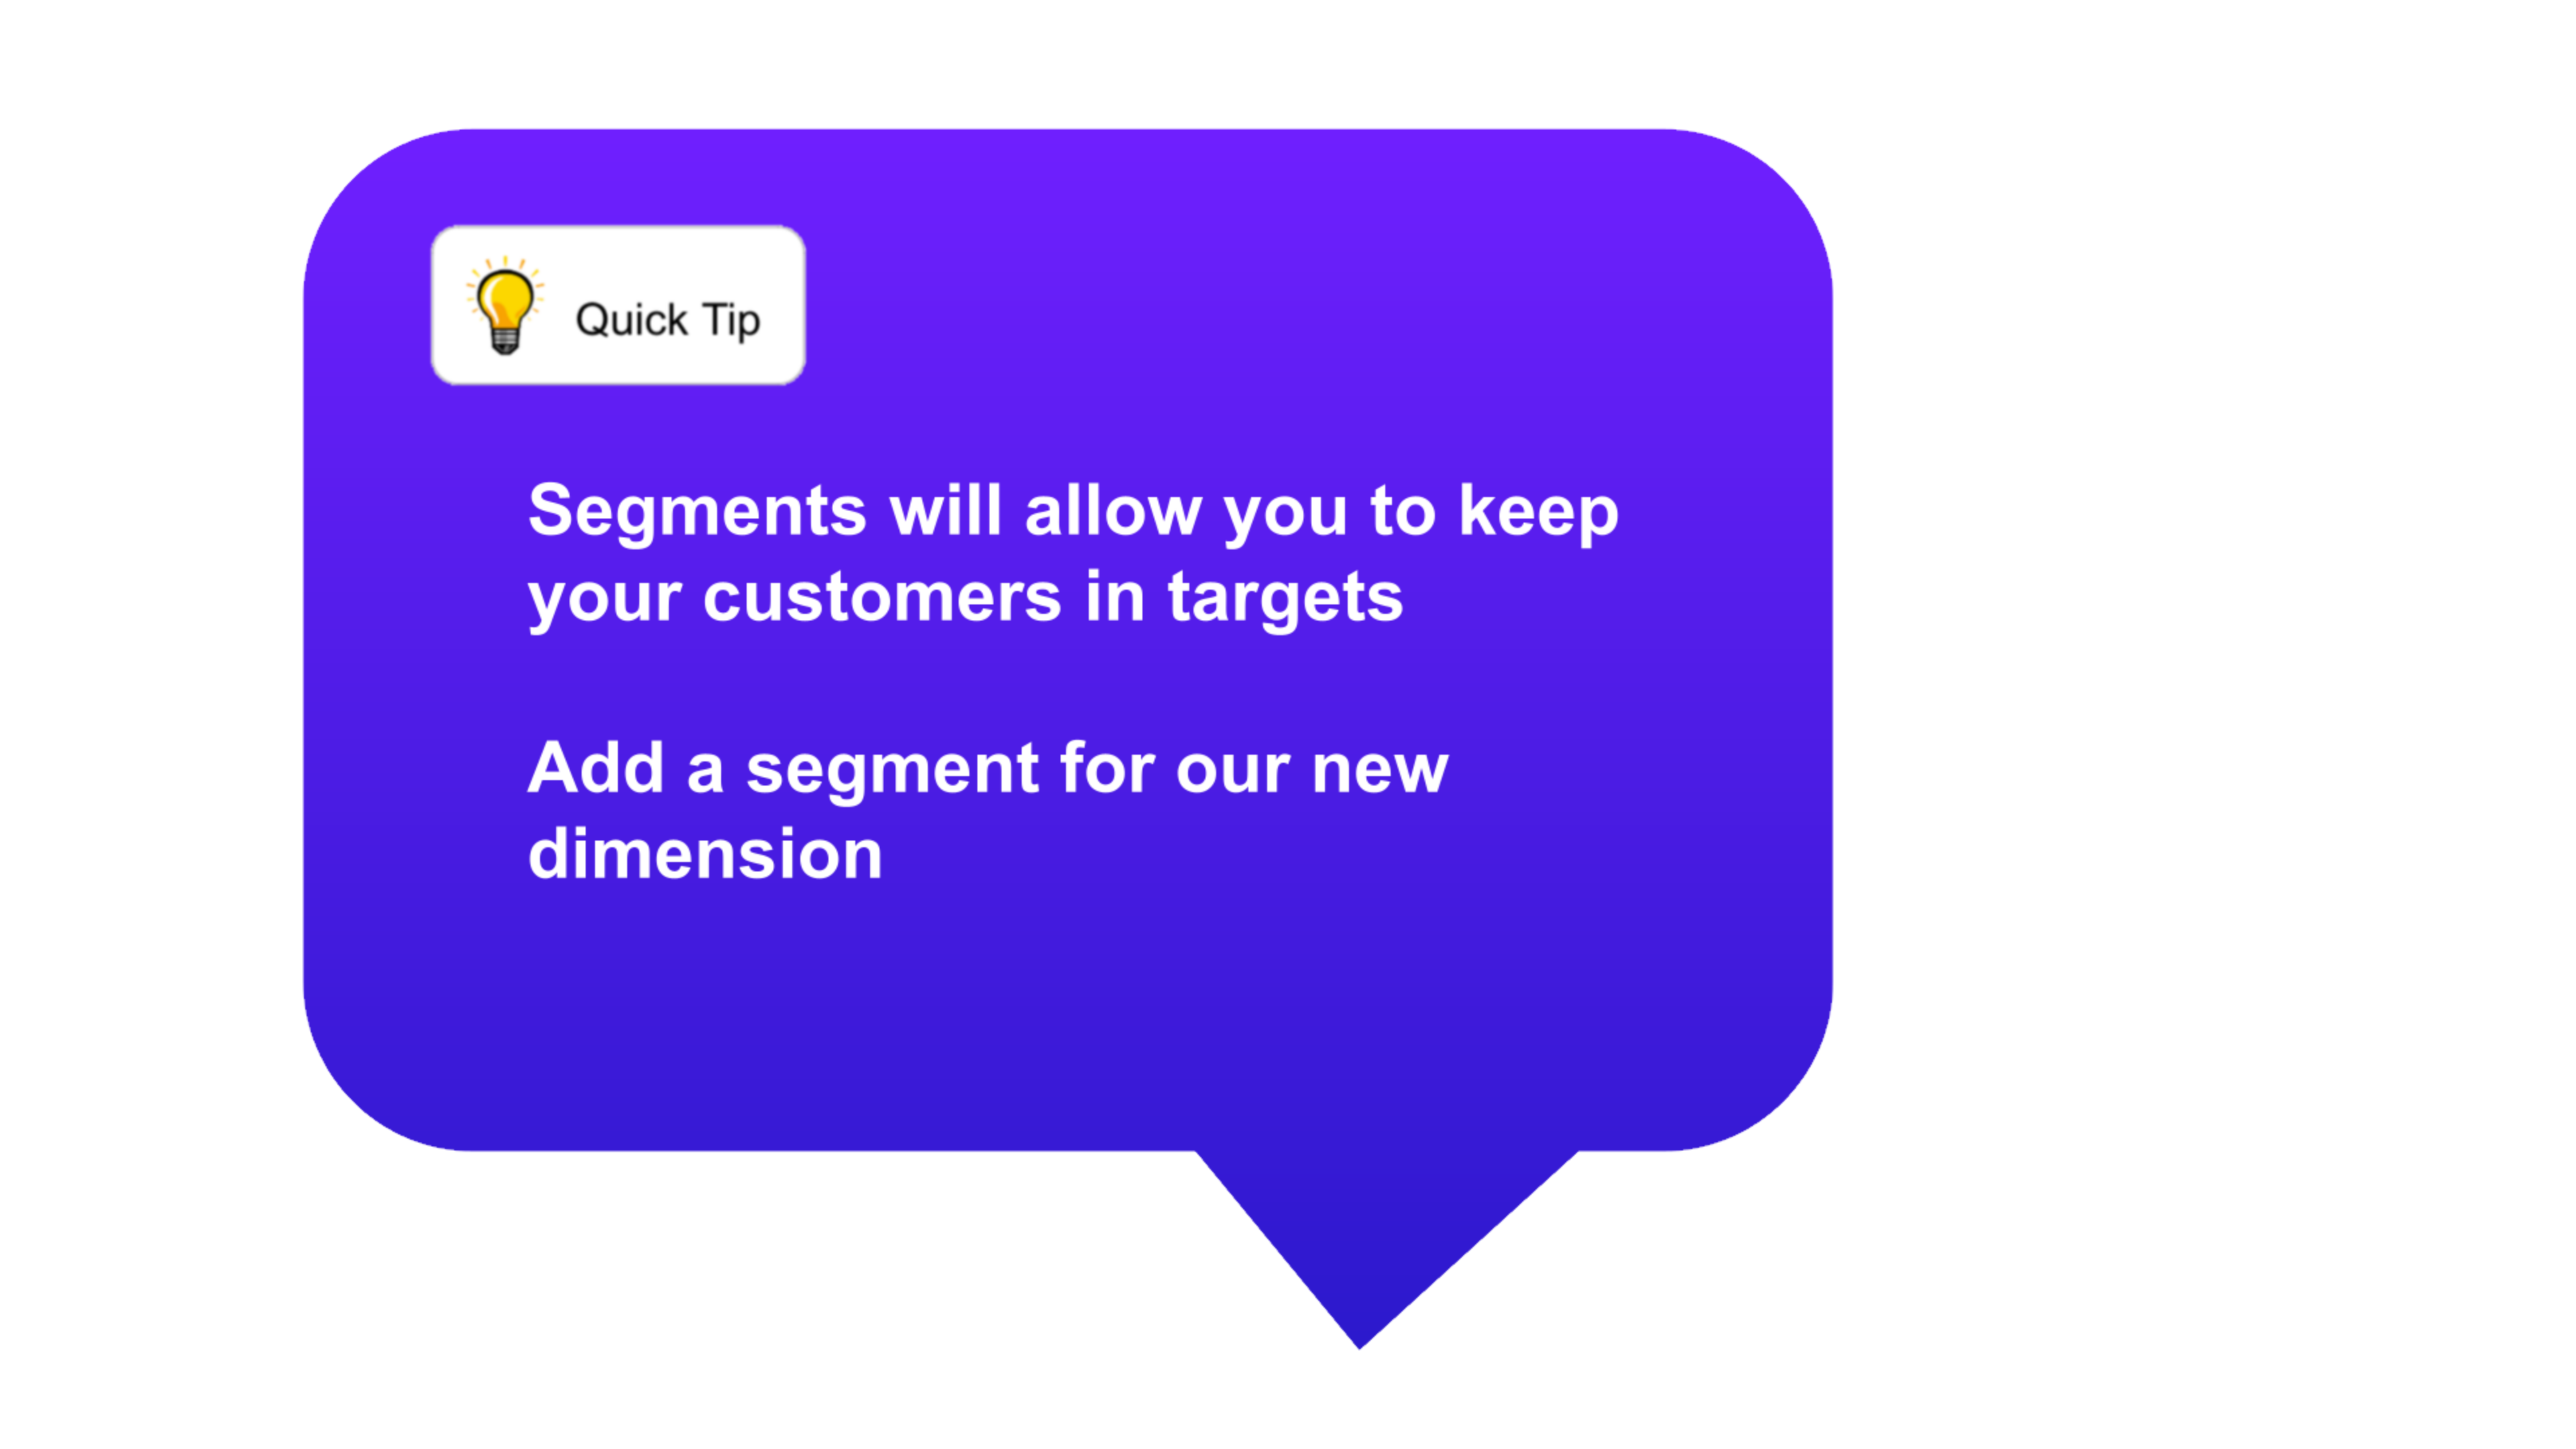 Quick Tip
Segments will allow you to keep
your customers in targets
Add a segment for our new
dimension